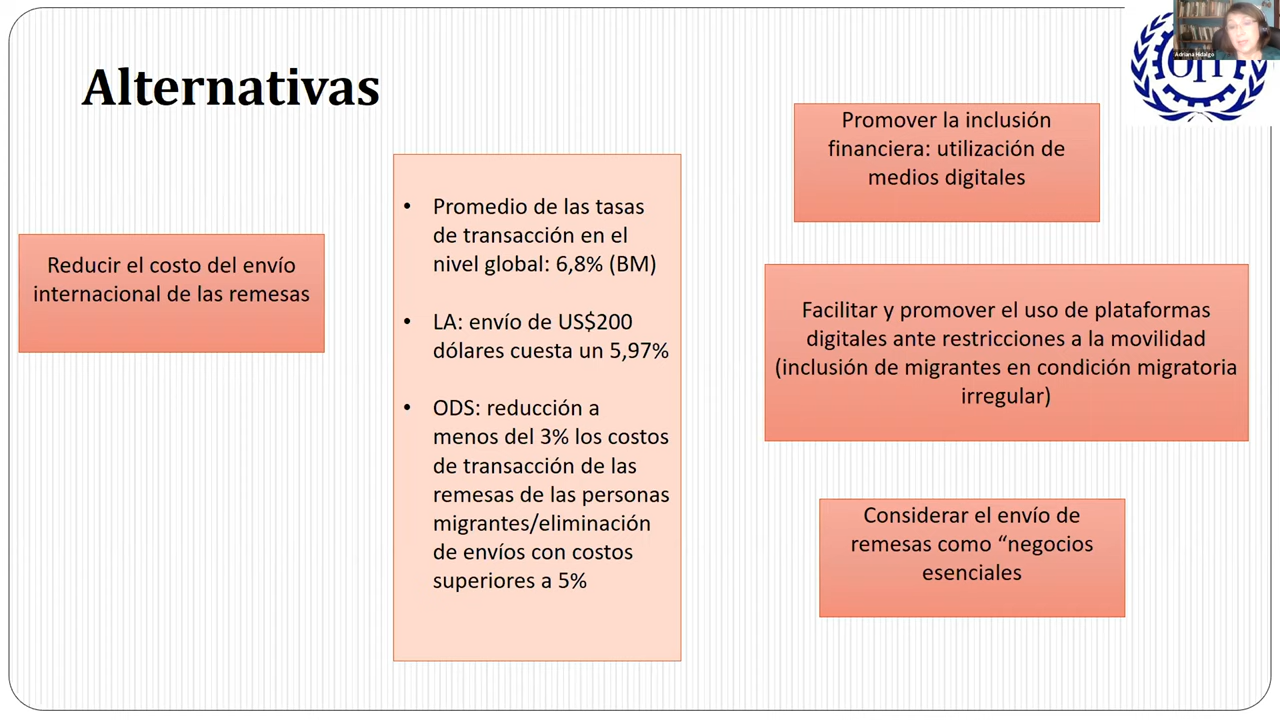 Alternativas
Reducir el costo del envío
internacional de las remesas
• Promedio de las tasas
de transacción en el
nivel global: 6,8% (BM)
• LA: envío de US$200
dólares cuesta un 5,97%
• ODS: reducción a
menos del 3% los costos
de transacción de las
remesas de las personas
migrantes/eliminación
de envíos con costos
superiores a 5%
Promover la inclusión
financiera: utilización de
medios digitales
Facilitar y promover el uso de plataformas
digitales ante restricciones a la movilidad
(inclusión de migrantes en condición migratoria
irregular)
Considerar el envío de
remesas como “negocios
esenciales
Adriana Hidalgo
OIT